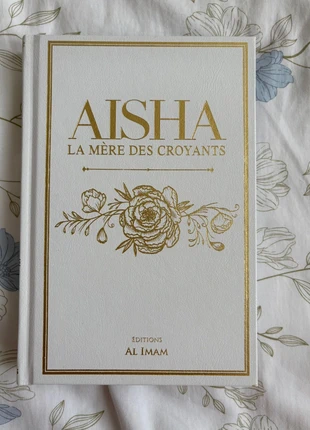 AISHA
LA MÈRE DES CROYANTS
ÉDITIONS
AL IMAM